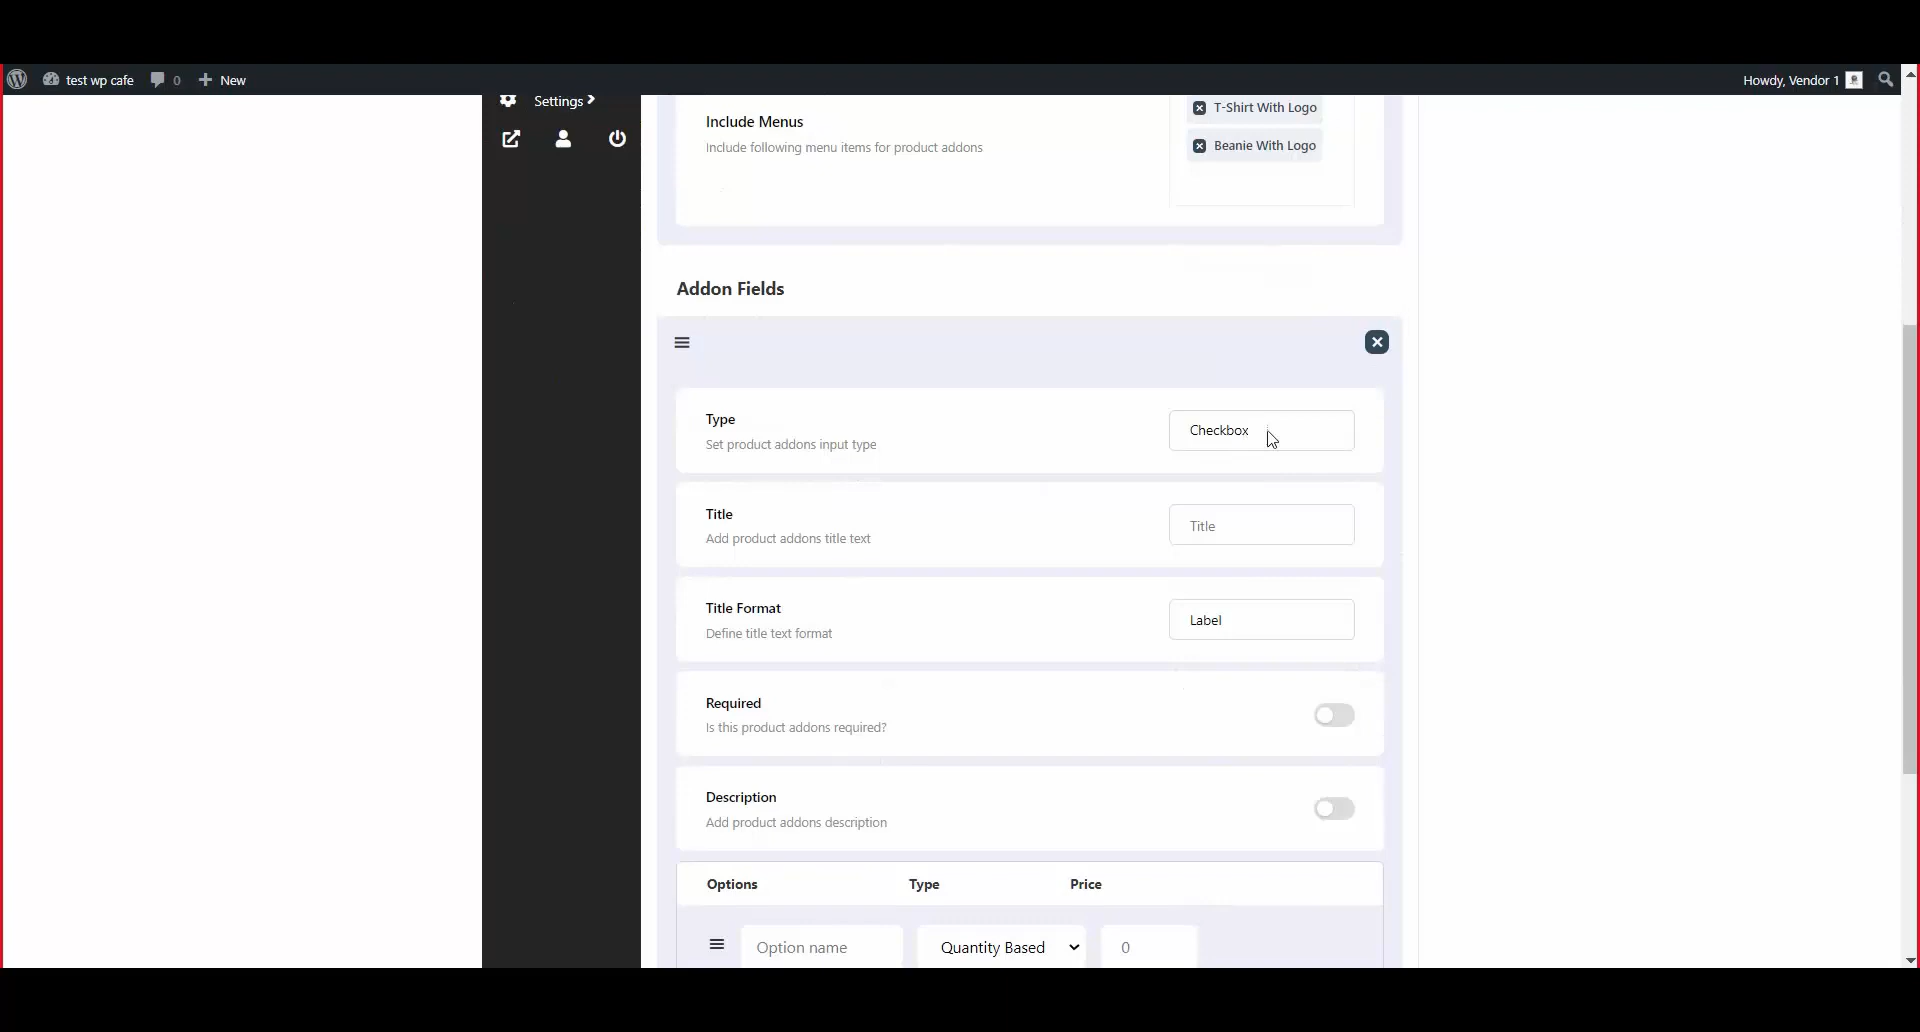 test wp cafe 0 New Howdy, Vendor 1
Settings
T-Shirt With Logo
Include Menus
Include following menu items for product addons
Beanie With Logo
Addon Fields
Type
Set product addons input type
Checkbox
Title
Add product addons title text
Title
Title Format
Define title text format
Label
Required
Is this product addons required?
Description
Add product addons description
Options Type Price
Option name Quantity Based 0